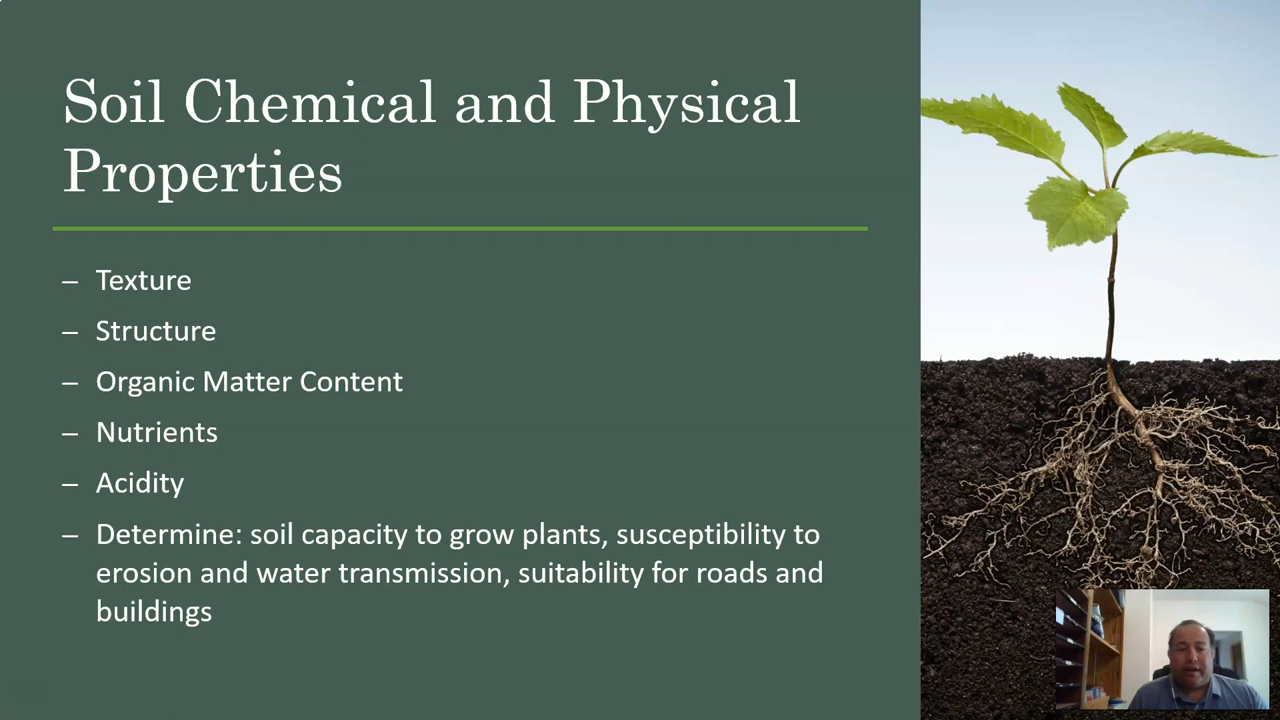 Soil Chemical and Physical
Properties
– Texture
– Structure
– Organic Matter Content
– Nutrients
– Acidity
– Determine: soil capacity to grow plants, susceptibility to
erosion and water transmission, suitability for roads and
buildings